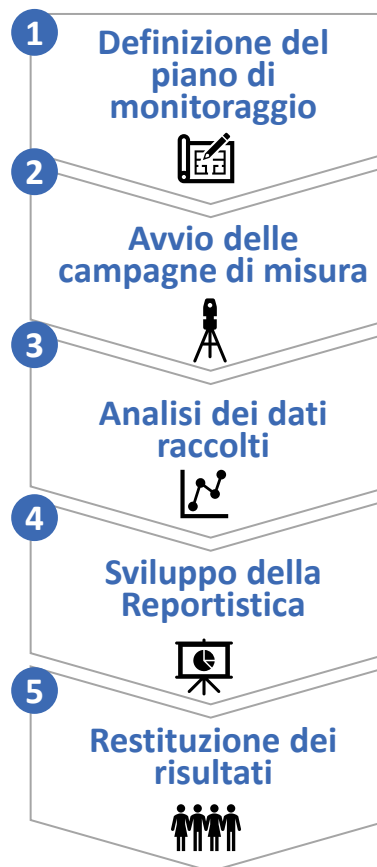 1
Definizione del
piano di
monitoraggio
2
Avvio delle
campagne di misura
3
Analisi dei dati
raccolti
4
Sviluppo della
Reportistica
5
Restituzione dei
risultati